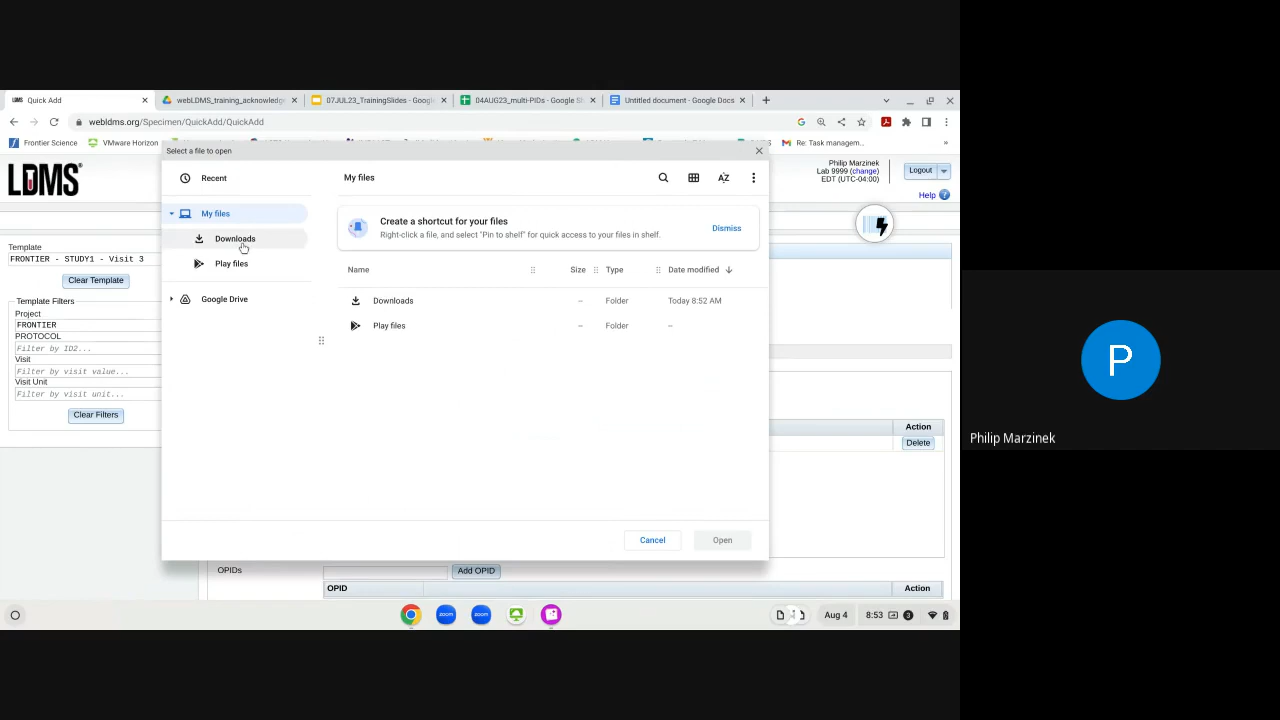 Quick Add
webLDMS_training_acknowledge
07JUL23_TrainingSlides - Google
04AUG23_multi-PIDs - Google Sh
Untitled document - Google Docs
webldms.org/Specimen/QuickAdd/QuickAdd
Frontier Science
VMware Horizon
Re: Task managem...
Select a file to open
LDMS
Philip Marzinek
Lab 9999 (change)
EDT (UTC-04:00)
Logout
Help
Recent
My files
Downloads
Play files
Google Drive
My files
Create a shortcut for your files
Right-click a file, and select "Pin to shelf" for quick access to your files in shelf.
Dismiss
Name
Size
Type
Date modified
Downloads
–
Folder
Today 8:52 AM
Play files
–
Folder
–
Cancel
Open
Template
FRONTIER - STUDY1 - Visit 3
Clear Template
Template Filters
Project
FRONTIER
PROTOCOL
Filter by ID2...
Visit
Filter by visit value...
Visit Unit
Filter by visit unit...
Clear Filters
Action
Delete
OPIDs
Add OPID
OPID
Action
zoom
zoom
Aug 4
8:53
3
P
Philip Marzinek